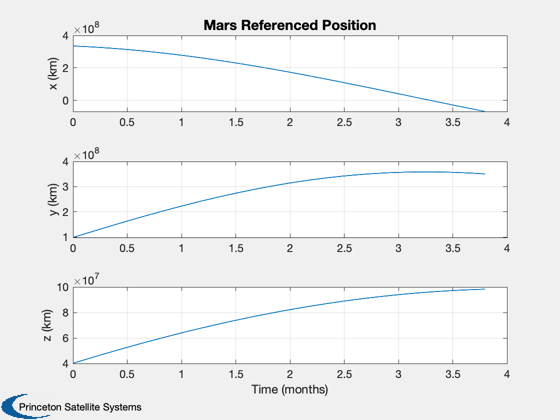 Mars Referenced Position
×10^8
4
2
0
x (km)
0 0.5 1 1.5 2 2.5 3 3.5 4
×10^8
4
3
2
1
y (km)
0 0.5 1 1.5 2 2.5 3 3.5 4
×10^7
10
8
6
4
z (km)
0 0.5 1 1.5 2 2.5 3 3.5 4
Time (months)
Princeton Satellite Systems